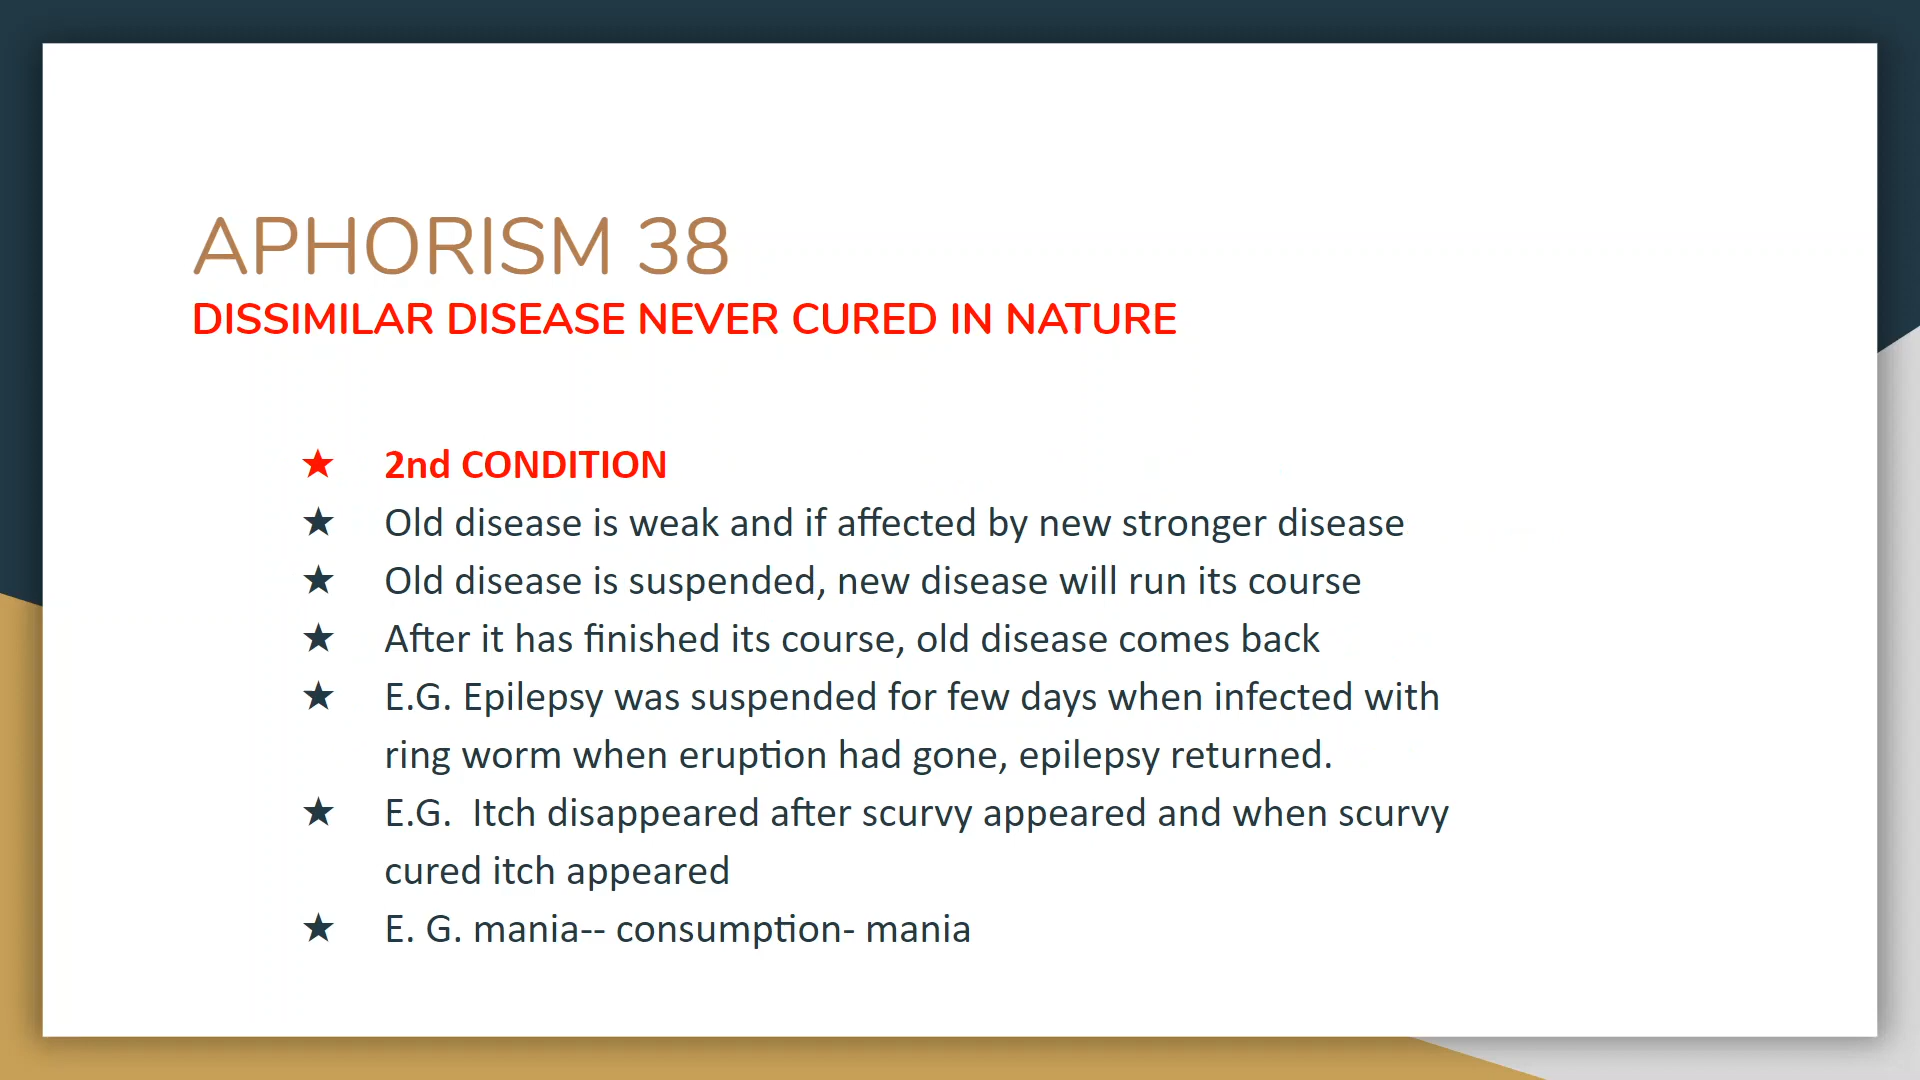 APHORISM 38
DISSIMILAR DISEASE NEVER CURED IN NATURE
★ 2nd CONDITION
★ Old disease is weak and if affected by new stronger disease
★ Old disease is suspended, new disease will run its course
★ After it has finished its course, old disease comes back
★ E.G. Epilepsy was suspended for few days when infected with
ring worm when eruption had gone, epilepsy returned.
★ E.G.  Itch disappeared after scurvy appeared and when scurvy
cured itch appeared
★ E. G. mania-- consumption- mania